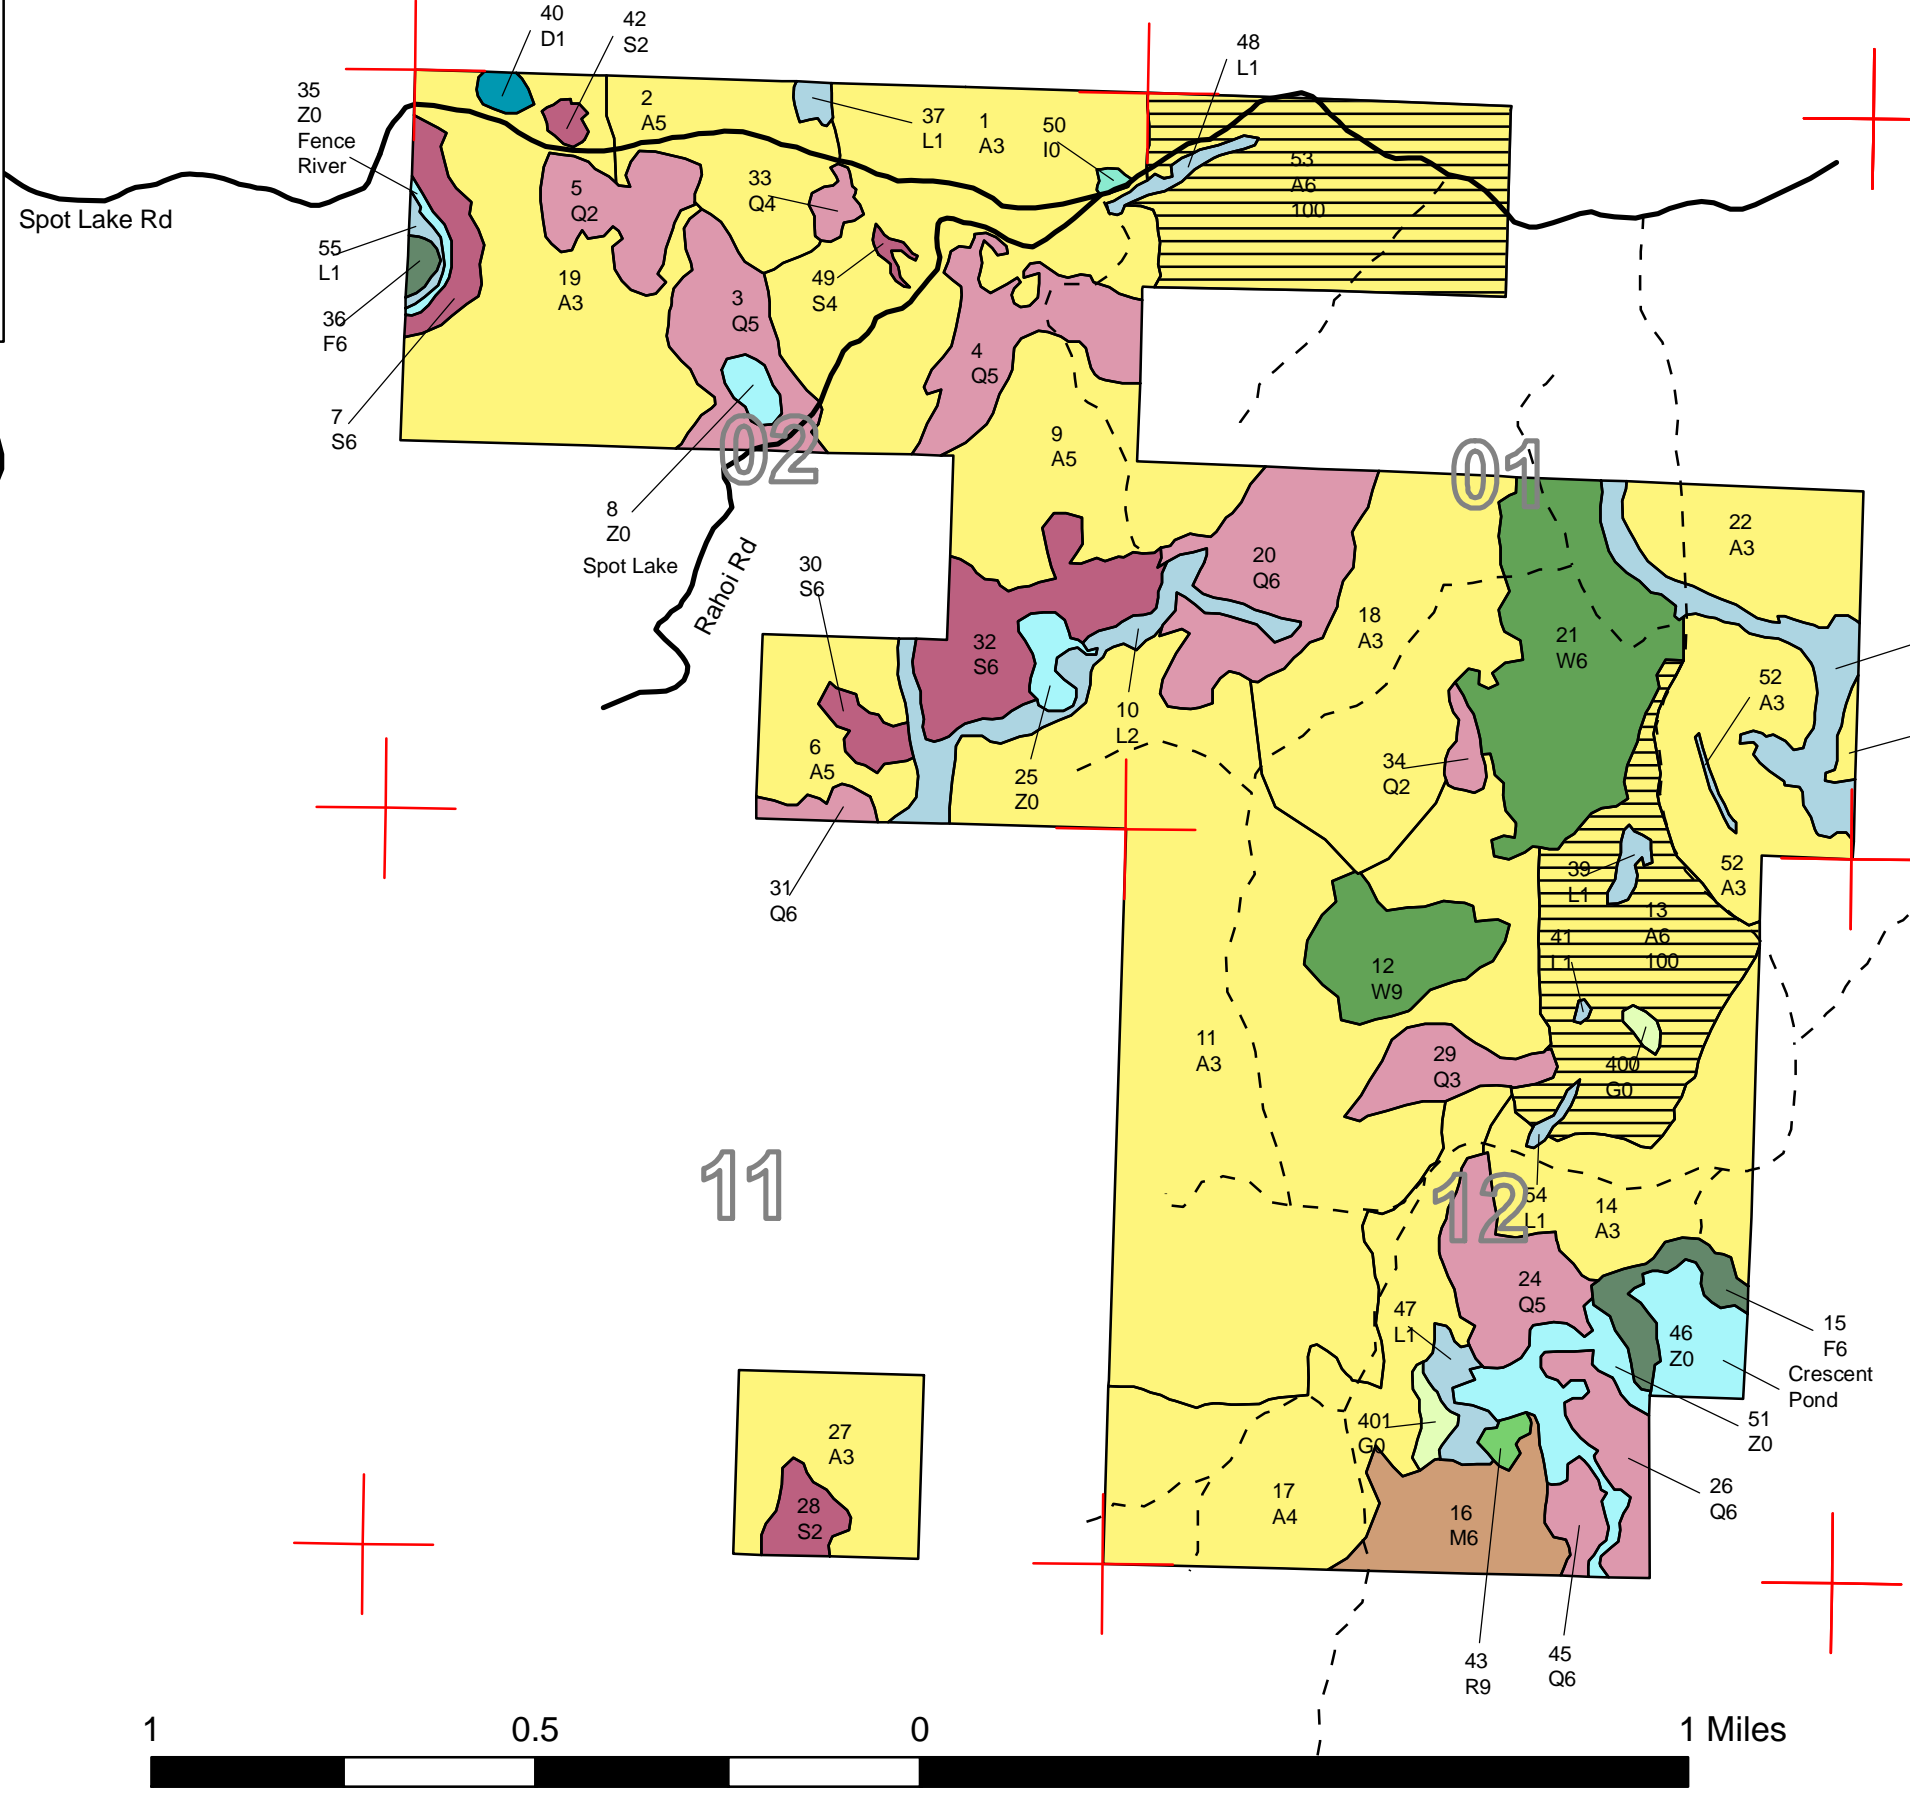 40
D1
42
S2
48
L1
35
Z0
Fence
River
2
A5
37
L1
1
A3
50
I0
53
A6
100
5
Q2
33
Q4
Spot Lake Rd
55
L1
19
A3
49
S4
3
Q5
36
F6
4
Q5
7
S6
02
9
A5
01
8
Z0
Spot Lake
Rahoi Rd
22
A3
30
S6
20
Q6
18
A3
21
W6
32
S6
52
A3
10
L2
6
A5
25
Z0
34
Q2
31
Q6
39
L1
52
A3
13
A6
100
41
L1
12
W9
11
A3
29
Q3
400
G0
11
12
54
L1
14
A3
24
Q5
47
L1
46
Z0
15
F6
Crescent
Pond
27
A3
401
G0
51
Z0
28
S2
17
A4
16
M6
26
Q6
43
R9
45
Q6
1
0.5
0
1 Miles